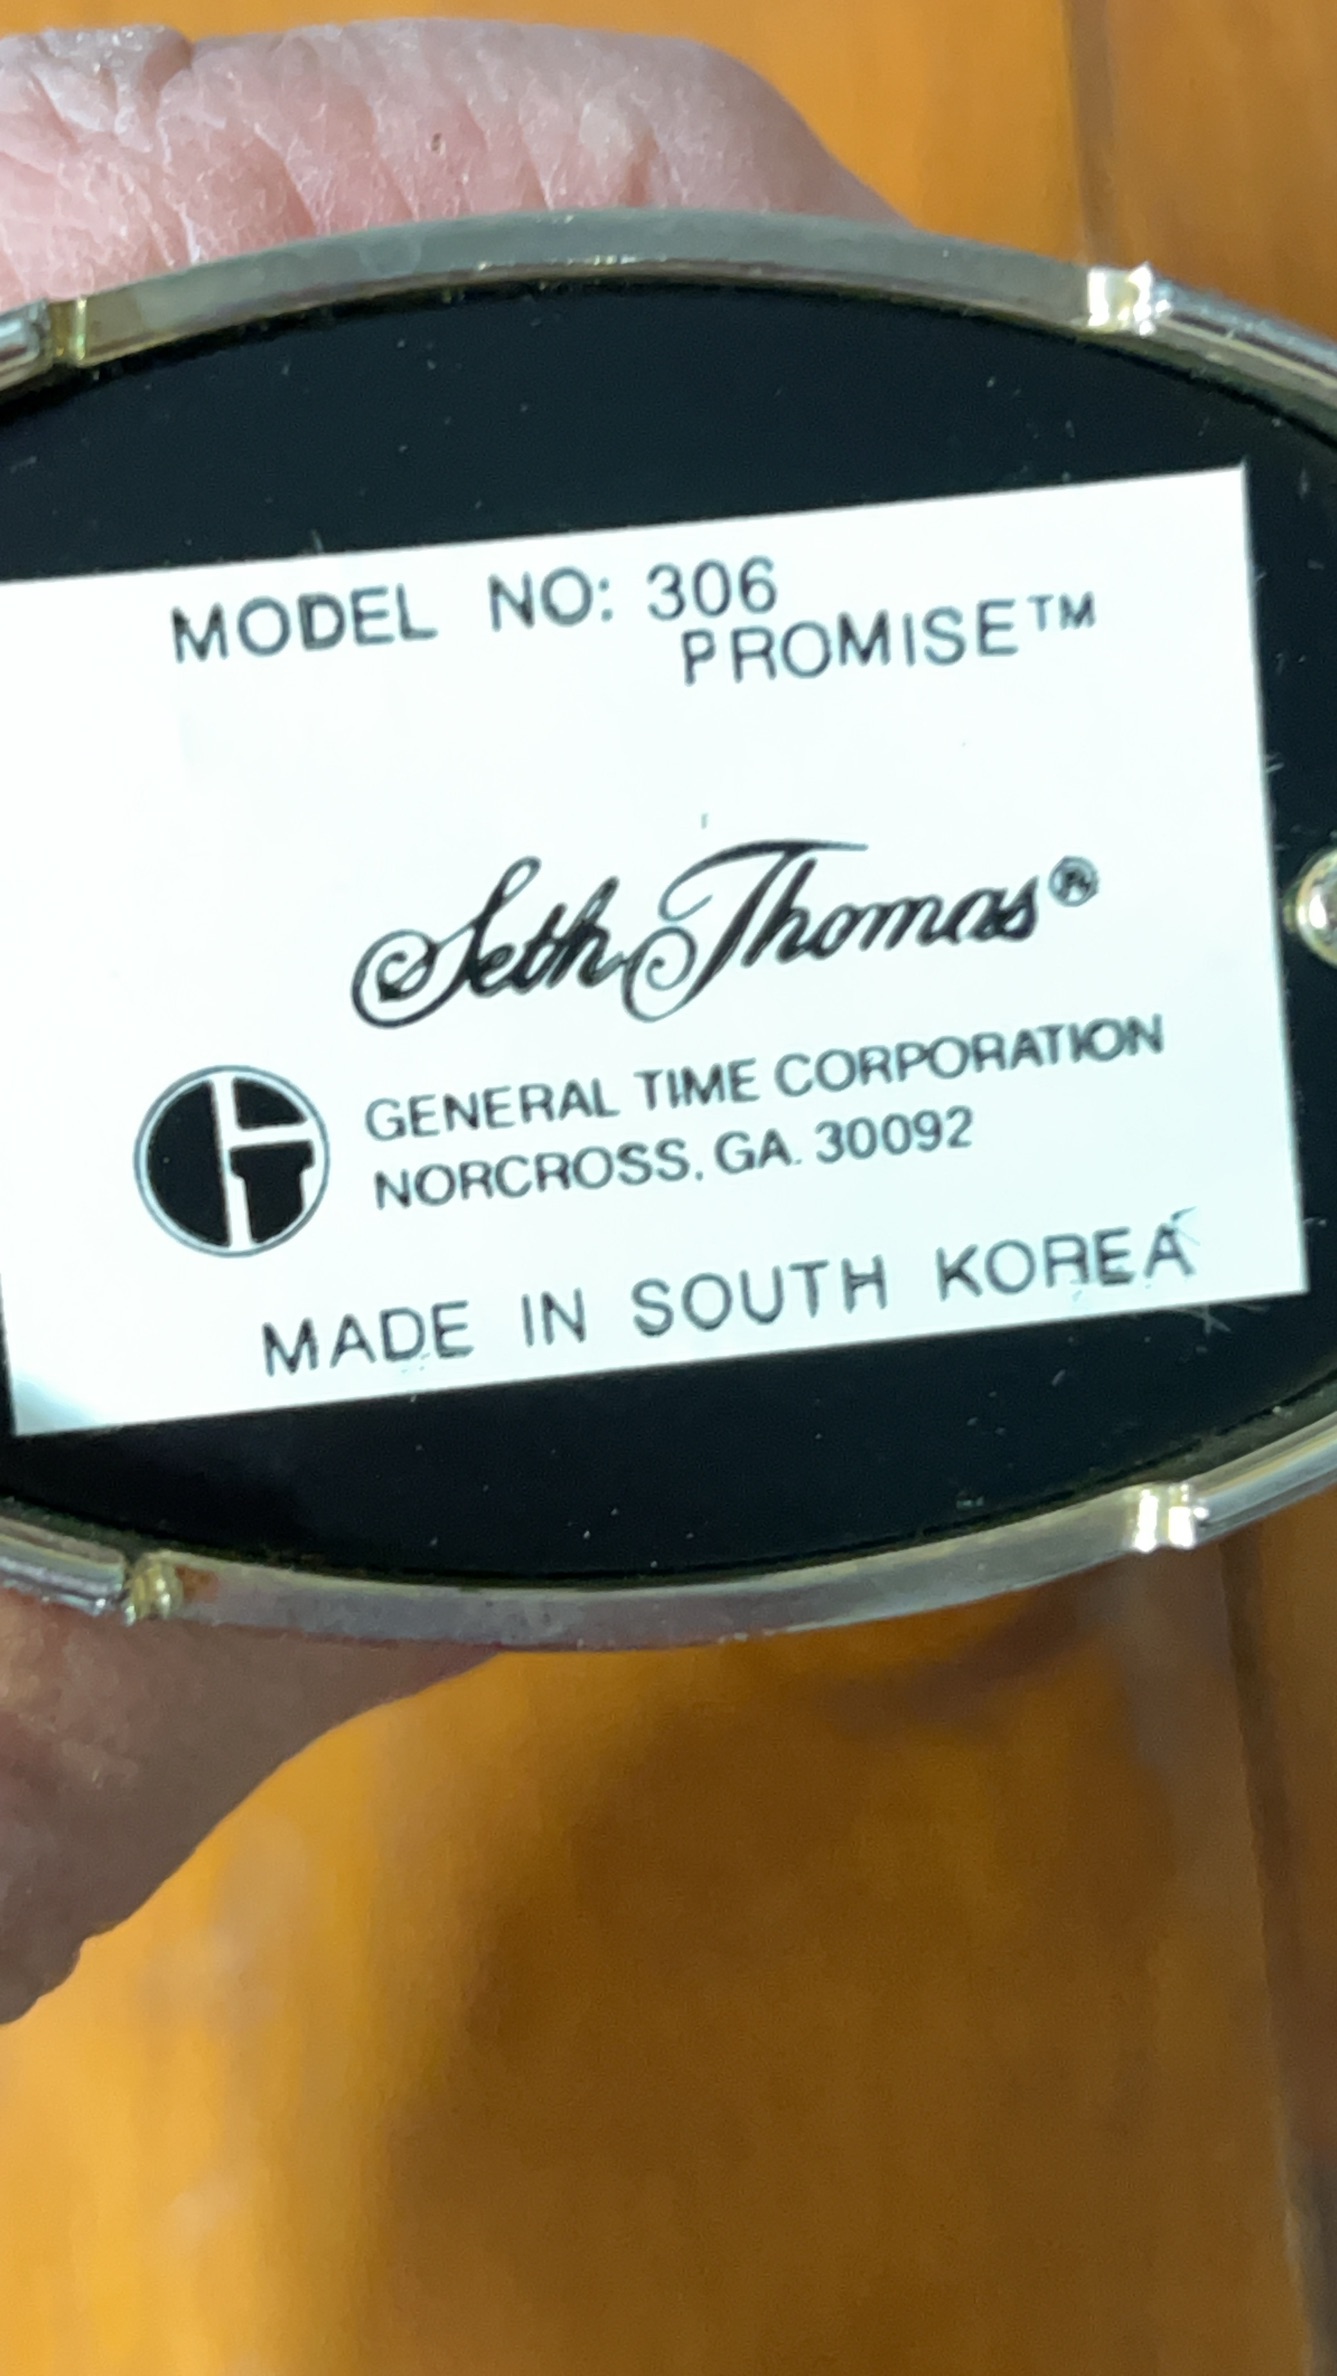 MODEL NO: 306
PROMISE™
Seth Thomas®
GENERAL TIME CORPORATION
NORCROSS, GA. 30092
MADE IN SOUTH KOREA